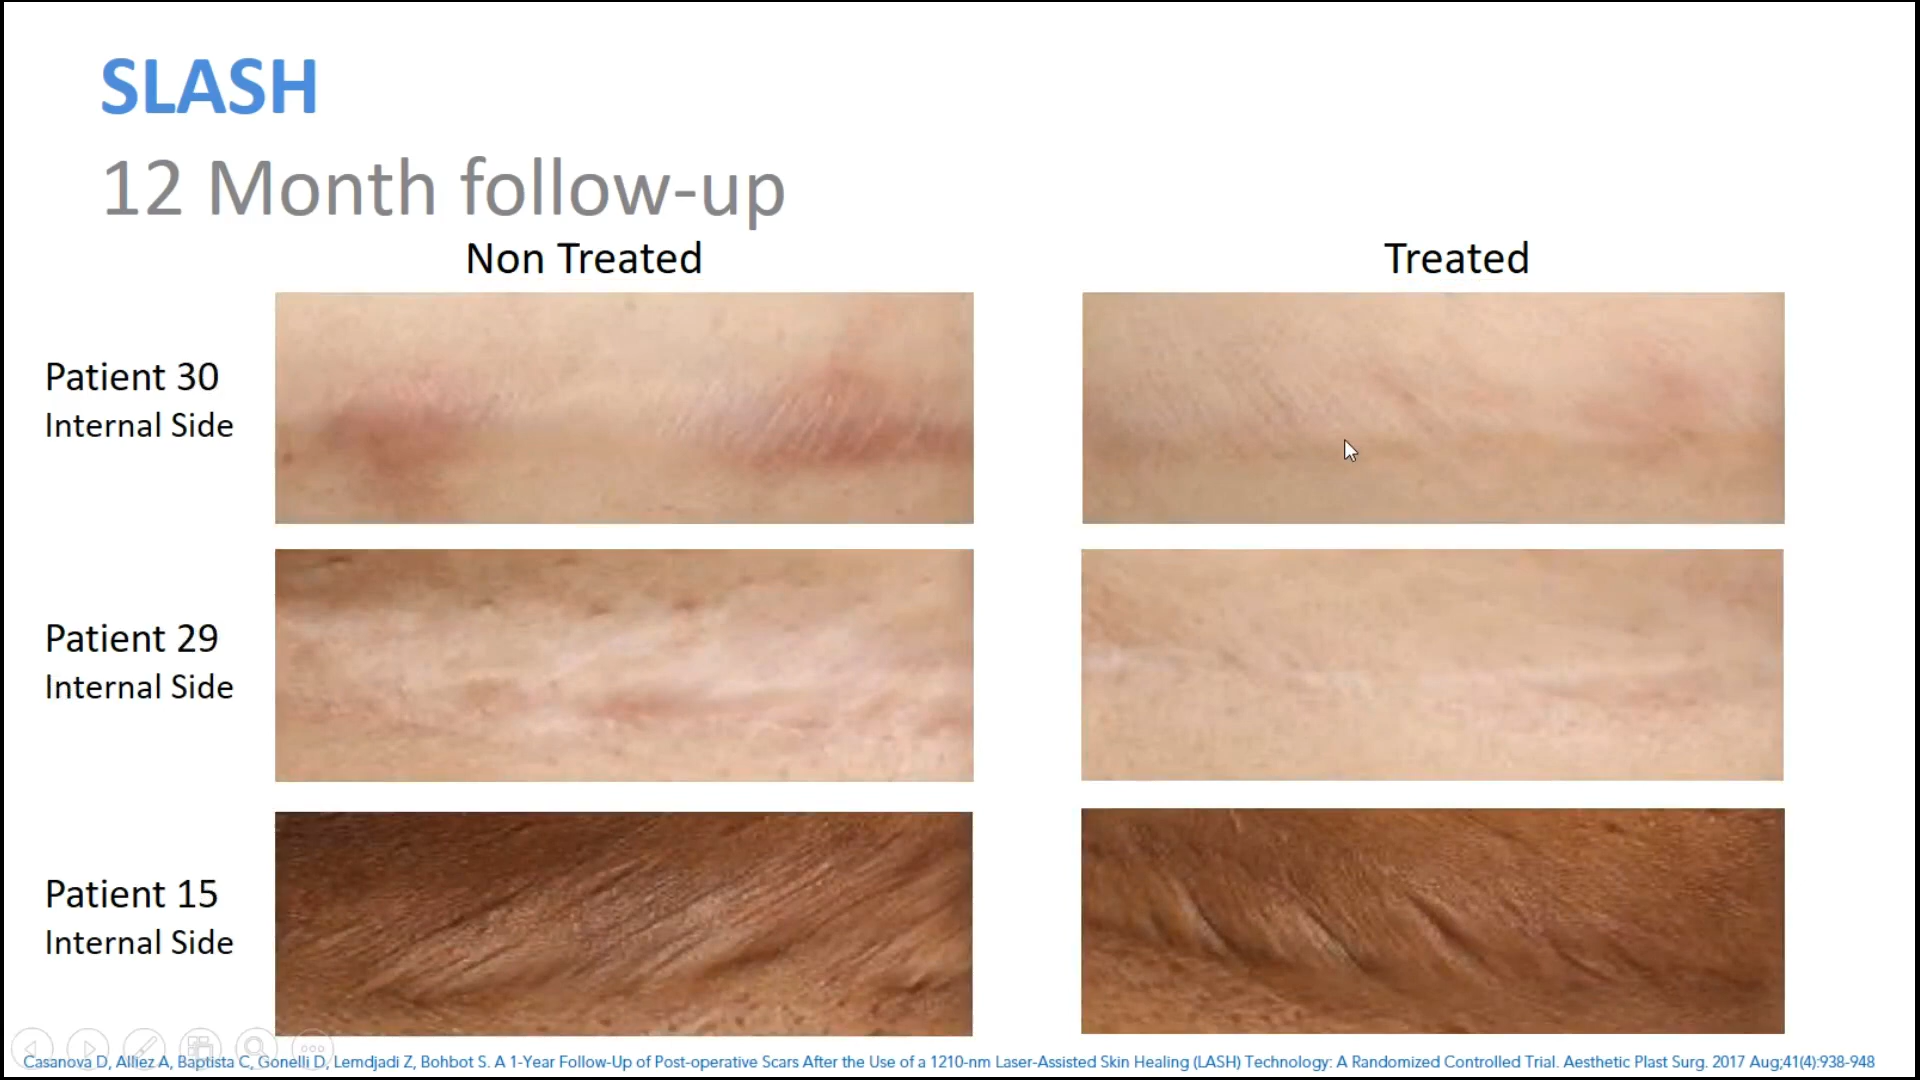 SLASH
12 Month follow-up
Non Treated
Treated
Patient 30
Internal Side
Patient 29
Internal Side
Patient 15
Internal Side
Casanova D, Alliez A, Baptista C, Gonelli D, Lemdjadi Z, Bohbot S. A 1-Year Follow-Up of Post-operative Scars After the Use of a 1210-nm Laser-Assisted Skin Healing (LASH) Technology: A Randomized Controlled Trial. Aesthetic Plast Surg. 2017 Aug;41(4):938-948